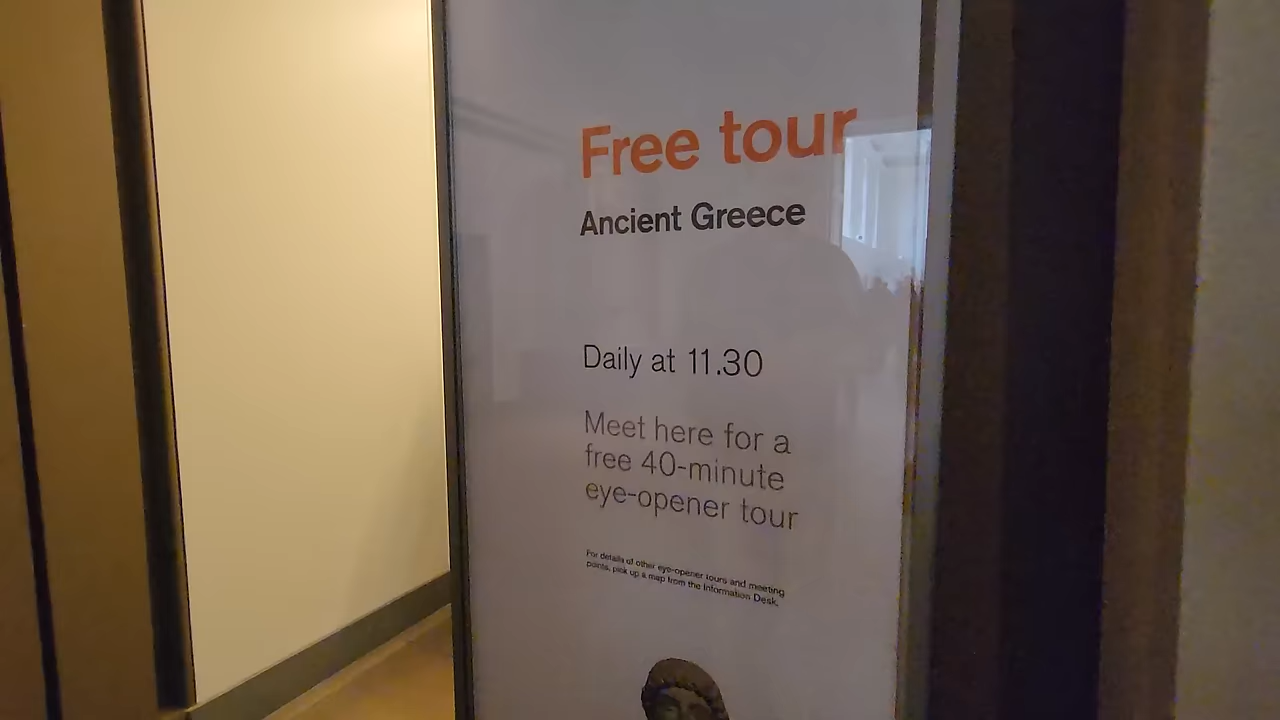 Free tour
Ancient Greece
Daily at 11.30
Meet here for a
free 40-minute
eye-opener tour
For details of other eye-opener tours and meeting
points, pick up a map from the Information Desk.